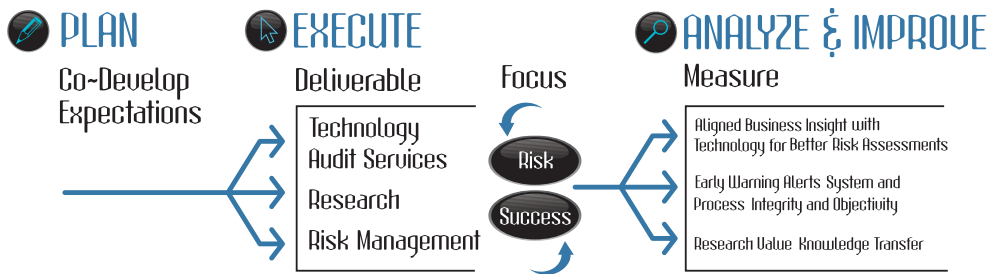 PLAN
Co-Develop
Expectations
EXECUTE
Deliverable
Technology
Audit Services
Research
Risk Management
Focus
Risk
Success
ANALYZE & IMPROVE
Measure
Aligned Business Insight with
Technology for Better Risk Assessments
Early Warning Alerts System and
Process Integrity and Objectivity
Research Value Knowledge Transfer